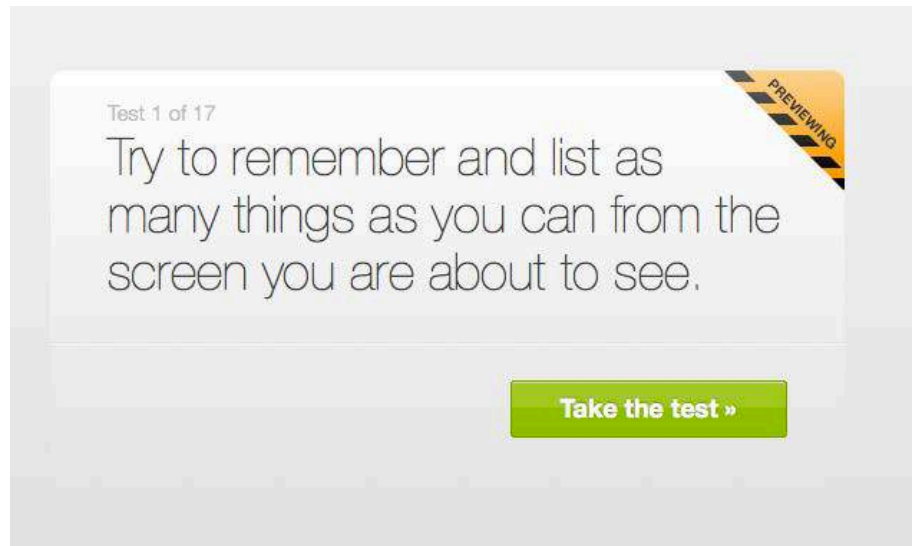 Test 1 of 17
PREVIEWING
Try to remember and list as
many things as you can from the
screen you are about to see.
Take the test »